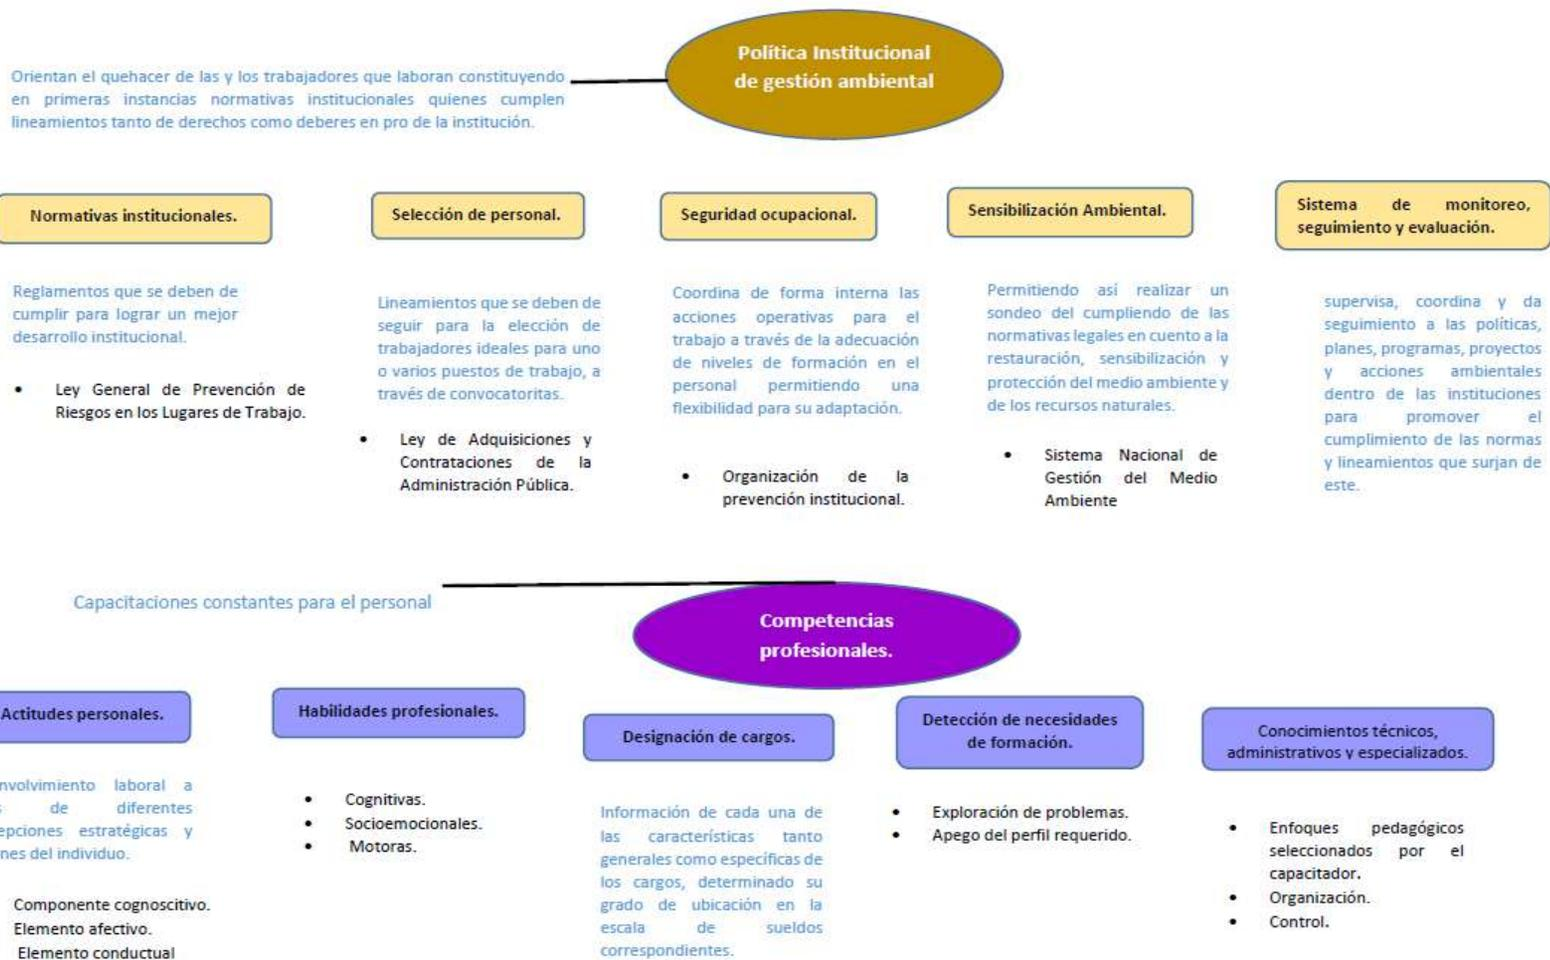 Política Institucional
de gestión ambiental
Orientan el quehacer de las y los trabajadores que laboran constituyendo
en primeras instancias normativas institucionales quienes cumplen
lineamientos tanto de derechos como deberes en pro de la institución.
Normativas institucionales.
Reglamentos que se deben de
cumplir para lograr un mejor
desarrollo institucional.
• Ley General de Prevención de
Riesgos en los Lugares de Trabajo.
Selección de personal.
Lineamientos que se deben de
seguir para la elección de
trabajadores ideales para uno
o varios puestos de trabajo, a
través de convocatoritas.
• Ley de Adquisiciones y
Contrataciones de la
Administración Pública.
Seguridad ocupacional.
Coordina de forma interna las
acciones operativas para el
trabajo a través de la adecuación
de niveles de formación en el
personal permitiendo una
flexibilidad para su adaptación.
• Organización de la
prevención institucional.
Sensibilización Ambiental.
Permitiendo así realizar un
sondeo del cumpliendo de las
normativas legales en cuento a la
restauración, sensibilización y
protección del medio ambiente y
de los recursos naturales.
• Sistema Nacional de
Gestión del Medio
Ambiente
Sistema de monitoreo,
seguimiento y evaluación.
supervisa, coordina y da
seguimiento a las políticas,
planes, programas, proyectos
y acciones ambientales
dentro de las instituciones
para promover el
cumplimiento de las normas
y lineamientos que surjan de
este.
Capacitaciones constantes para el personal
Competencias
profesionales.
Actitudes personales.
laboral a
de diferentes
estratégicas y
del individuo.
Componente cognoscitivo.
Elemento afectivo.
Elemento conductual
Habilidades profesionales.
• Cognitivas.
• Socioemocionales.
• Motoras.
Designación de cargos.
Información de cada una de
las características tanto
generales como específicas de
los cargos, determinado su
grado de ubicación en la
escala de sueldos
correspondientes.
Detección de necesidades
de formación.
• Exploración de problemas.
• Apego del perfil requerido.
Conocimientos técnicos,
administrativos y especializados.
• Enfoques pedagógicos
seleccionados por el
capacitador.
• Organización.
• Control.